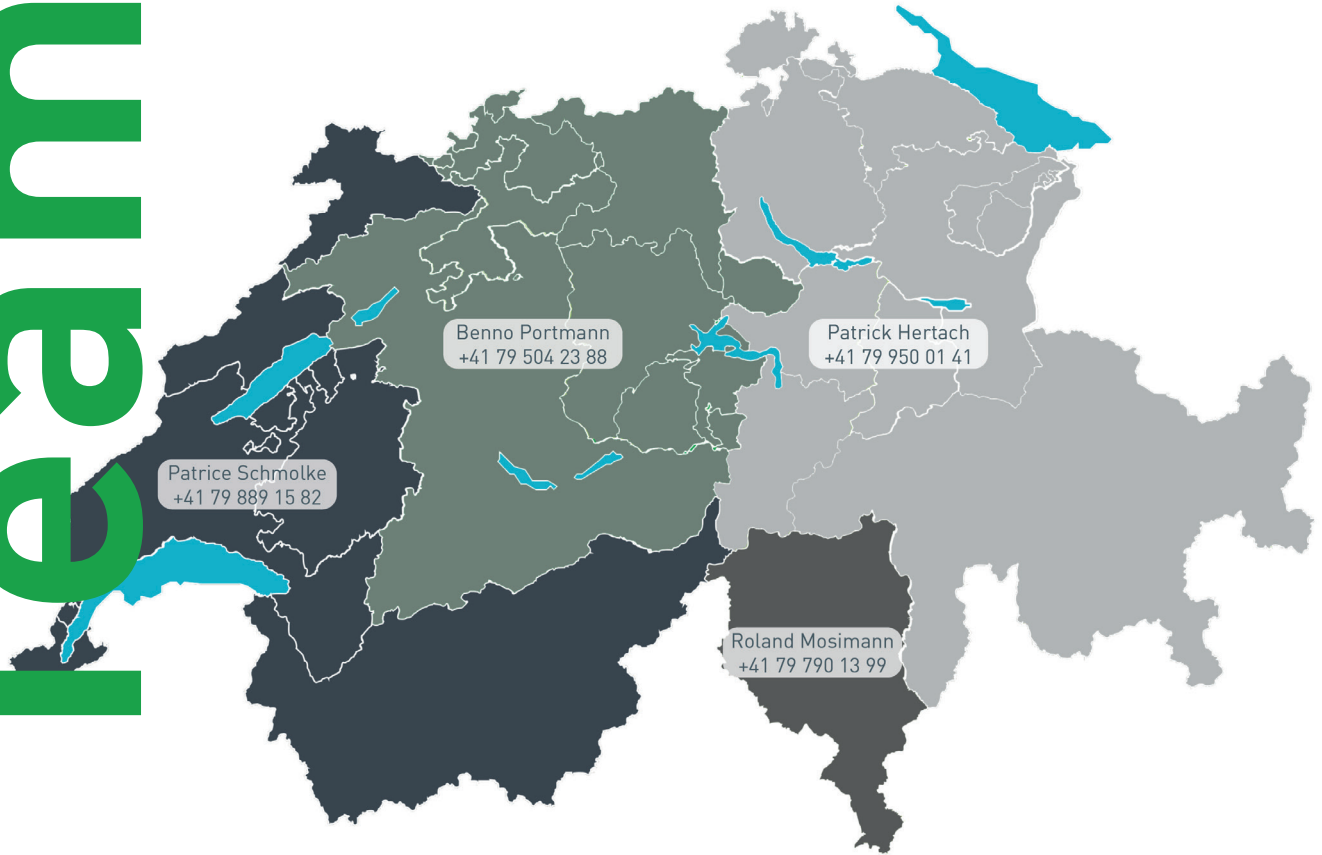 Team
Benno Portmann
+41 79 504 23 88
Patrick Hertach
+41 79 950 01 41
Patrice Schmolke
+41 79 889 15 82
Roland Mosimann
+41 79 790 13 99